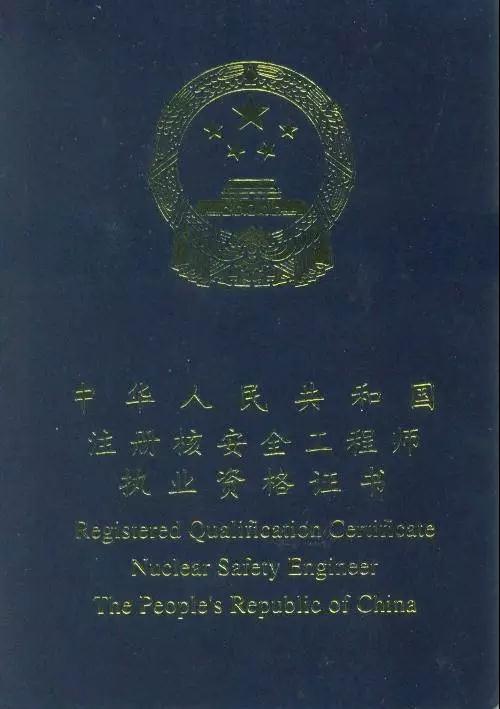 中华人民共和国
注册核安全工程师
执业资格证书
Registered Qualification Certificate
Nuclear Safety Engineer
The People's Republic of China